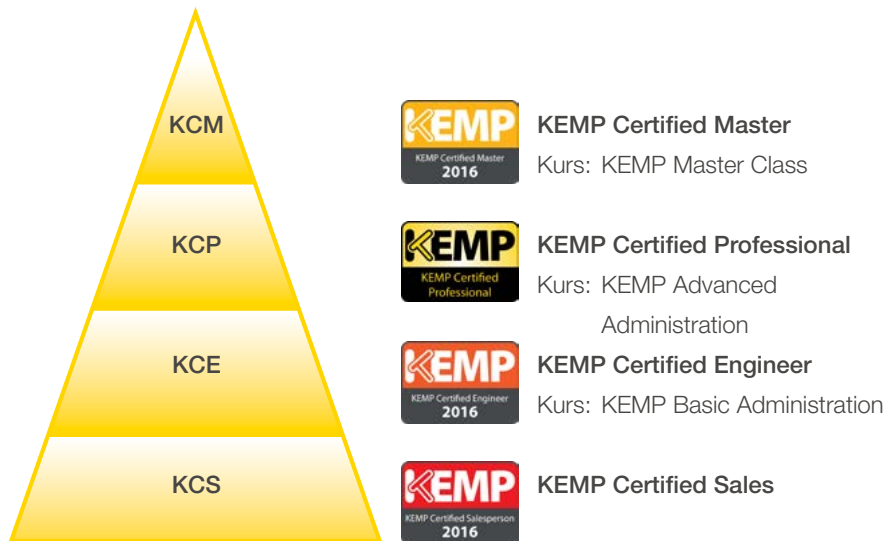 KCM
KEMP
KEMP Certified Master
2016
KEMP Certified Master
Kurs: KEMP Master Class
KCP
KEMP
KEMP Certified
Professional
KEMP Certified Professional
Kurs: KEMP Advanced
Administration
KCE
KEMP
KEMP Certified Engineer
2016
KEMP Certified Engineer
Kurs: KEMP Basic Administration
KCS
KEMP
KEMP Certified Salesperson
2016
KEMP Certified Sales